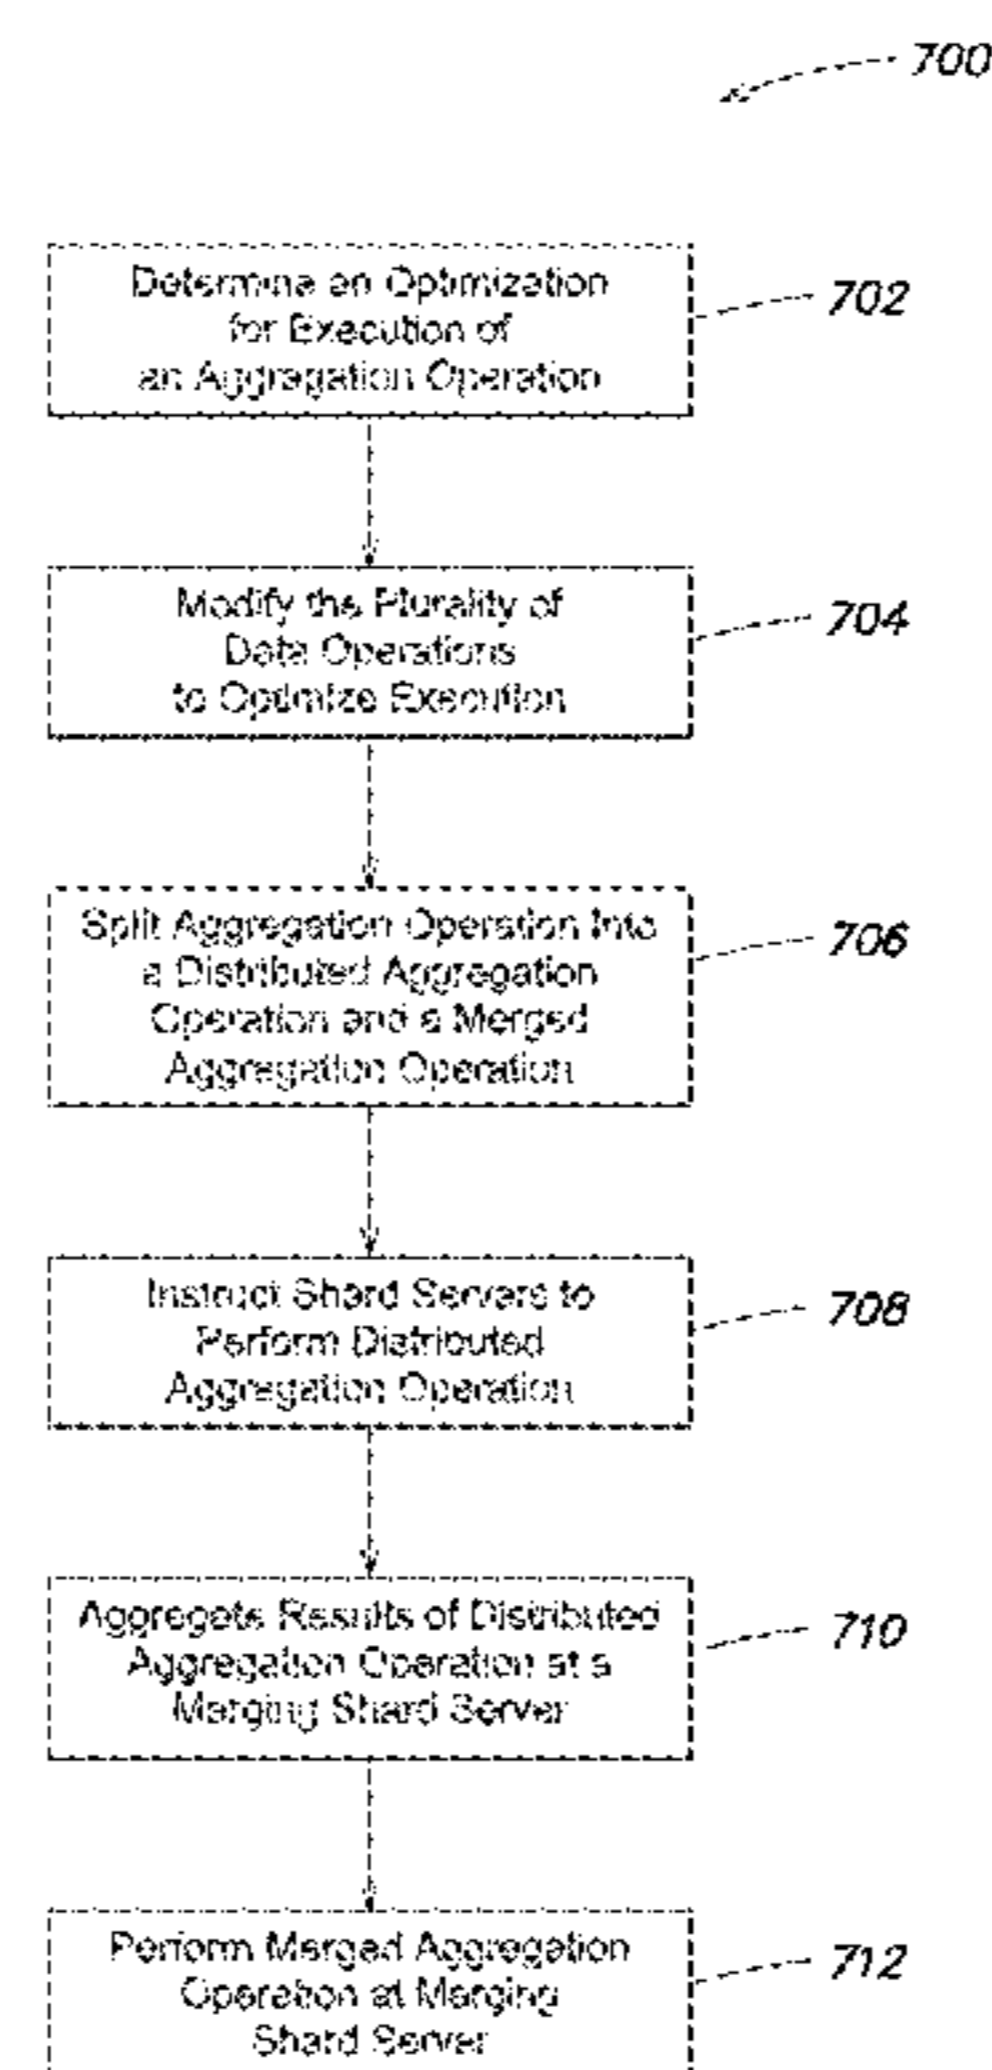 700
Determine an Optimization
for Execution of
an Aggregation Operation
702
Modify the Plurality of
Data Operations
to Optimize Execution
704
Split Aggregation Operation Into
a Distributed Aggregation
Operation and a Merged
Aggregation Operation
706
Instruct Shard Servers to
Perform Distributed
Aggregation Operation
708
Aggregate Results of Distributed
Aggregation Operation at a
Merging Shard Server
710
Perform Merged Aggregation
Operation at Merging
Shard Server
712